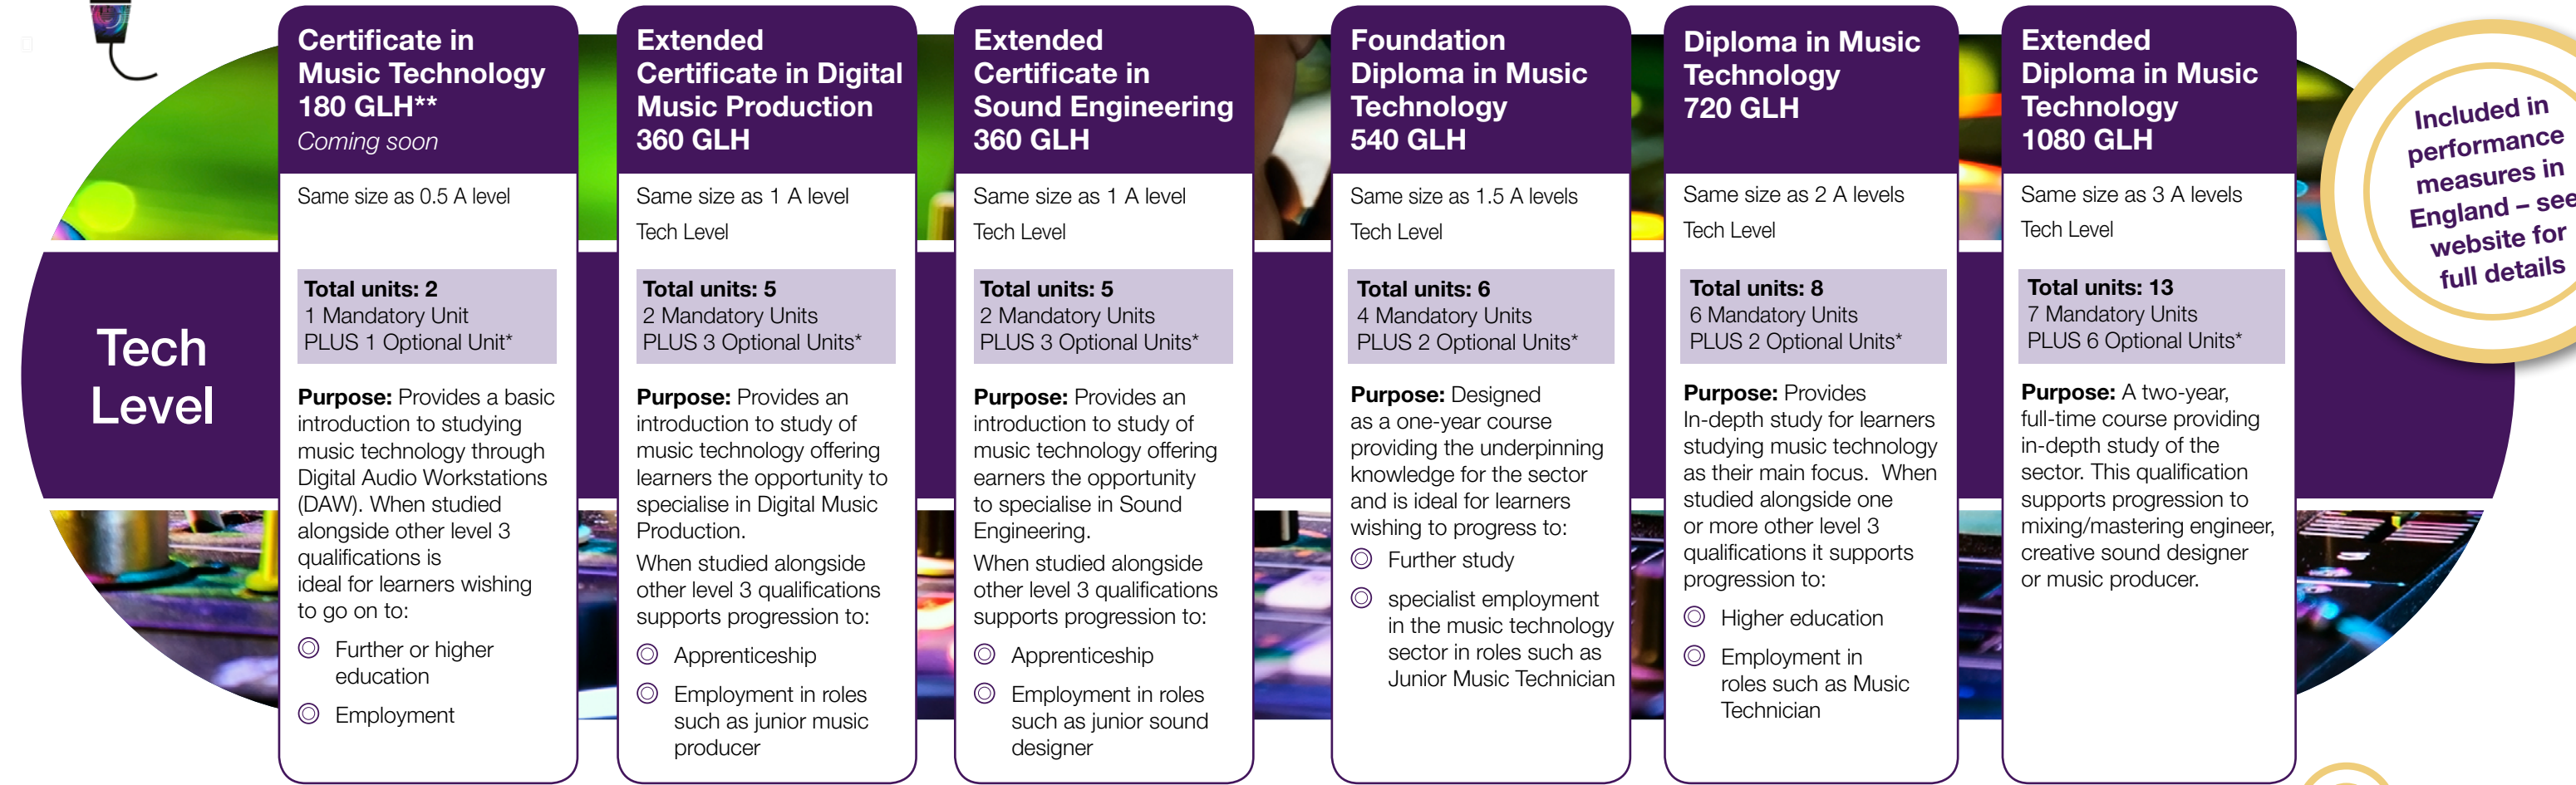 Tech
Level
Certificate in
Music Technology
180 GLH**
Coming soon
Same size as 0.5 A level
Total units: 2
1 Mandatory Unit
PLUS 1 Optional Unit*
Purpose: Provides a basic
introduction to studying
music technology through
Digital Audio Workstations
(DAW). When studied
alongside other level 3
qualifications is
ideal for learners wishing
to go on to:
Further or higher
education
Employment
Extended
Certificate in Digital
Music Production
360 GLH
Same size as 1 A level
Tech Level
Total units: 5
2 Mandatory Units
PLUS 3 Optional Units*
Purpose: Provides an
introduction to study of
music technology offering
learners the opportunity to
specialise in Digital Music
Production.
When studied alongside
other level 3 qualifications
supports progression to:
Apprenticeship
Employment in roles
such as junior music
producer
Extended
Certificate in
Sound Engineering
360 GLH
Same size as 1 A level
Tech Level
Total units: 5
2 Mandatory Units
PLUS 3 Optional Units*
Purpose: Provides an
introduction to study of
music technology offering
earners the opportunity
to specialise in Sound
Engineering.
When studied alongside
other level 3 qualifications
supports progression to:
Apprenticeship
Employment in roles
such as junior sound
designer
Foundation
Diploma in Music
Technology
540 GLH
Same size as 1.5 A levels
Tech Level
Total units: 6
4 Mandatory Units
PLUS 2 Optional Units*
Purpose: Designed
as a one-year course
providing the underpinning
knowledge for the sector
and is ideal for learners
wishing to progress to:
Further study
specialist employment
in the music technology
sector in roles such as
Junior Music Technician
Diploma in Music
Technology
720 GLH
Same size as 2 A levels
Tech Level
Total units: 8
6 Mandatory Units
PLUS 2 Optional Units*
Purpose: Provides
In-depth study for learners
studying music technology
as their main focus. When
studied alongside one
or more other level 3
qualifications it supports
progression to:
Higher education
Employment in
roles such as Music
Technician
Extended
Diploma in Music
Technology
1080 GLH
Same size as 3 A levels
Tech Level
Total units: 13
7 Mandatory Units
PLUS 6 Optional Units*
Purpose: A two-year,
full-time course providing
in-depth study of the
sector. This qualification
supports progression to
mixing/mastering engineer,
creative sound designer
or music producer.
Included in
performance
measures in
England – see
website for
full details